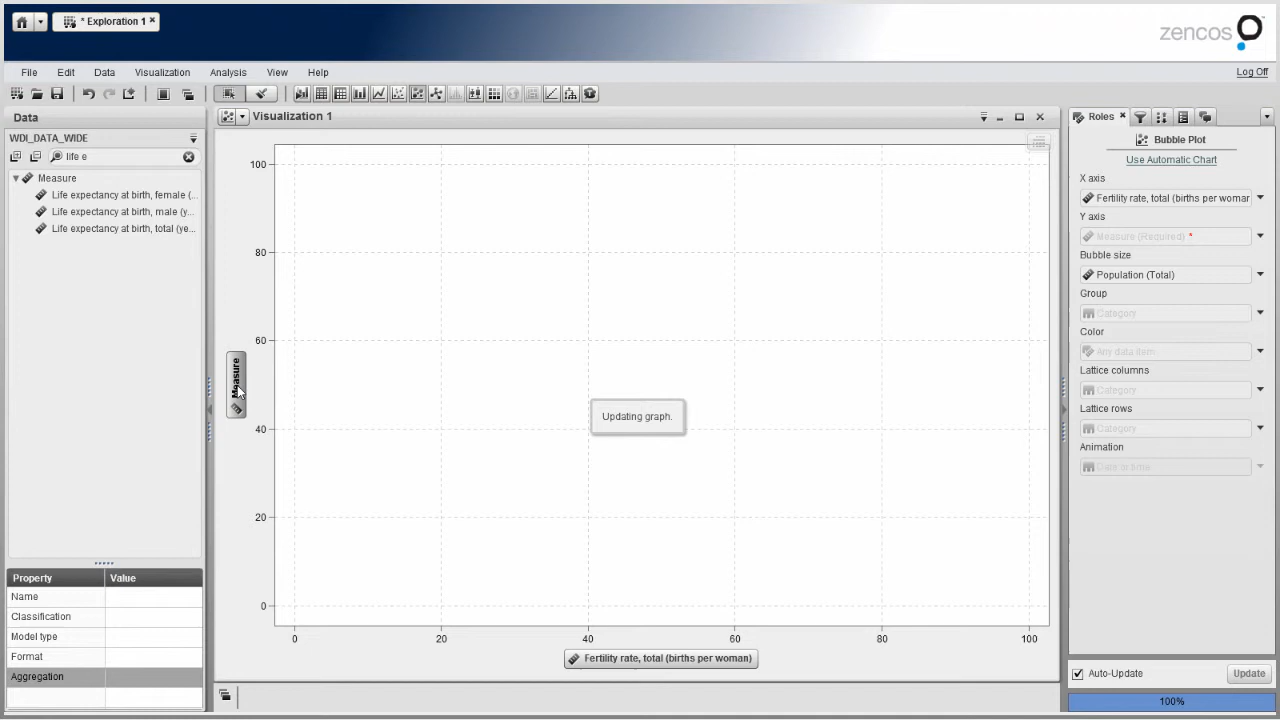 * Exploration 1
zencos
File Edit Data Visualization Analysis View Help
Log Off
Data
WDI_DATA_WIDE
life e
Measure
Life expectancy at birth, female (...
Life expectancy at birth, male (y...
Life expectancy at birth, total (ye...
Property Value
Name
Classification
Model type
Format
Aggregation
Visualization 1
100
80
60
40
20
0
Measure
Updating graph.
0 20 40 60 80 100
Fertility rate, total (births per woman)
Roles
Bubble Plot
Use Automatic Chart
X axis
Fertility rate, total (births per womar
Y axis
Measure (Required) *
Bubble size
Population (Total)
Group
Category
Color
Any data item
Lattice columns
Category
Lattice rows
Category
Animation
Date or time
Auto-Update
Update
100%